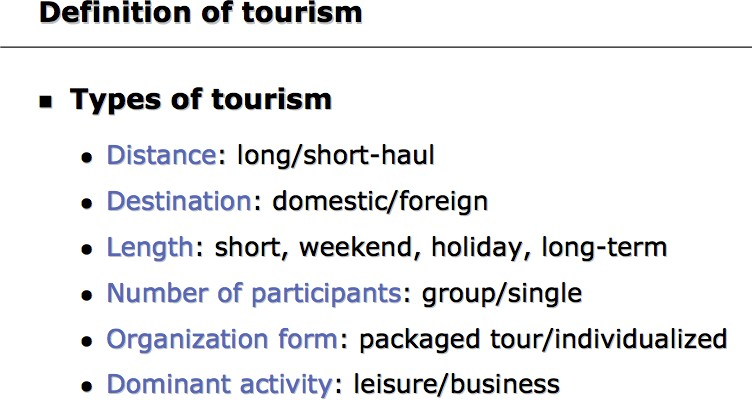 Definition of tourism
Types of tourism
Distance: long/short-haul
Destination: domestic/foreign
Length: short, weekend, holiday, long-term
Number of participants: group/single
Organization form: packaged tour/individualized
Dominant activity: leisure/business